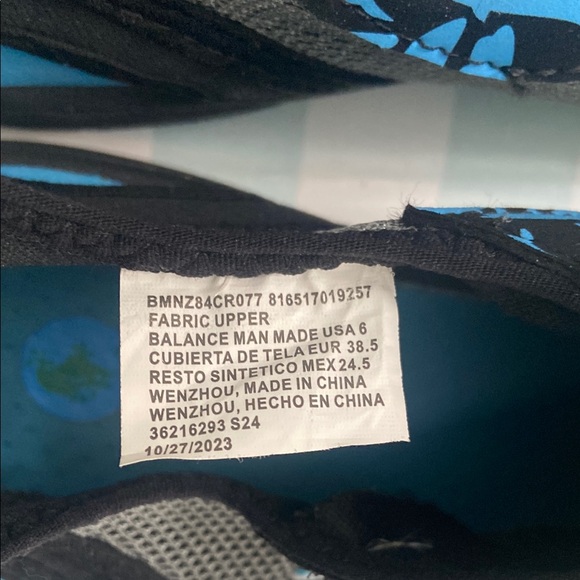 BMNZ84CR077 816517019257
FABRIC UPPER
BALANCE MAN MADE USA 6
CUBIERTA DE TELA EUR 38.5
RESTO SINTETICO MEX 24.5
WENZHOU, MADE IN CHINA
WENZHOU, HECHO EN CHINA
36216293 S24
10/27/2023